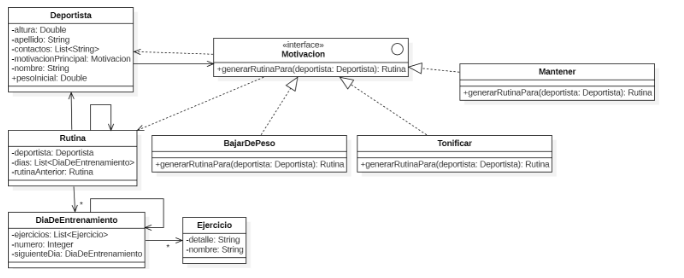 Deportista
-altura: Double
-apellido: String
-contactos: List<String>
-motivacionPrincipal: Motivacion
-nombre: String
+pesoInicial: Double
«interface»
Motivacion
+generarRutinaPara(deportista: Deportista): Rutina
Mantener
+generarRutinaPara(deportista: Deportista): Rutina
Rutina
-deportista: Deportista
-dias: List<DiaDeEntrenamiento>
-rutinaAnterior: Rutina
BajarDePeso
+generarRutinaPara(deportista: Deportista): Rutina
Tonificar
+generarRutinaPara(deportista: Deportista): Rutina
*
DiaDeEntrenamiento
-ejercicios: List<Ejercicio>
-numero: Integer
-siguienteDia: DiaDeEntrenamiento
*
Ejercicio
-detalle: String
-nombre: String